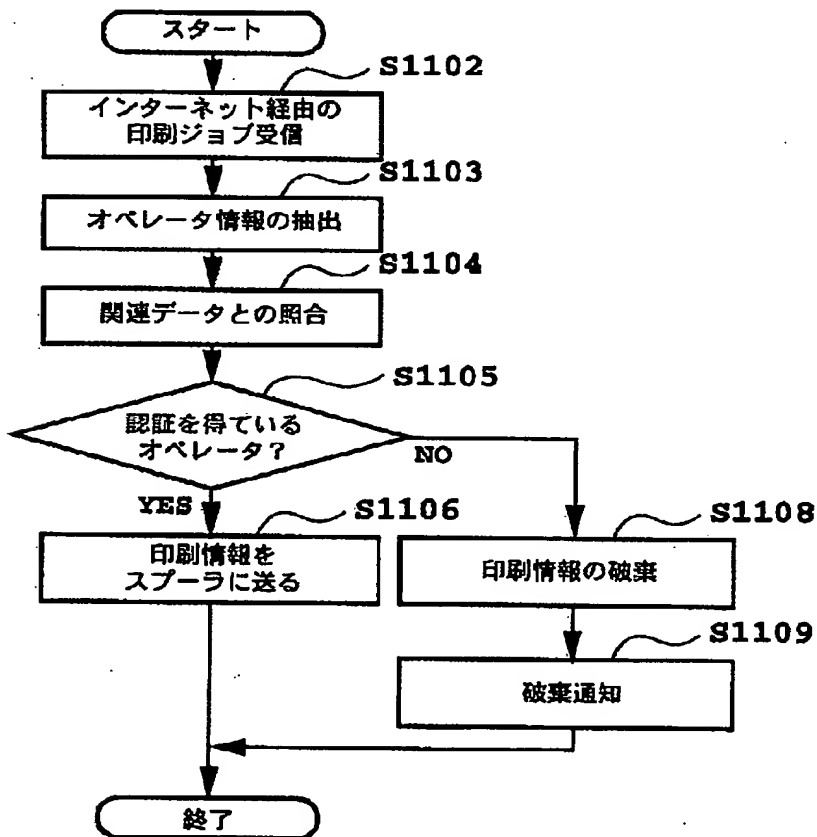 スタート
S1102
インターネット経由の
印刷ジョブ受信
S1103
オペレータ情報の抽出
S1104
関連データとの照合
S1105
認証を得ている
オペレータ？
NO
YES
S1106
印刷情報を
スプーラに送る
S1108
印刷情報の破棄
S1109
破棄通知
終了